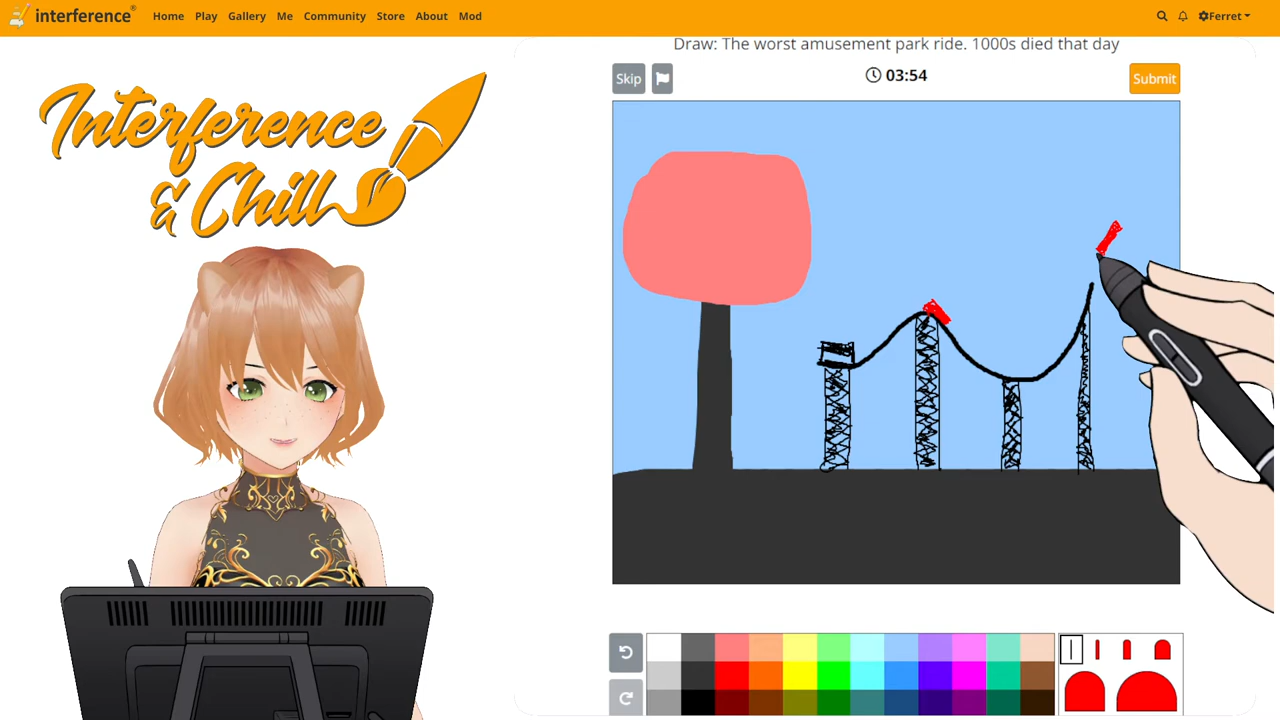 interference®
Home Play Gallery Me Community Store About Mod
Ferret
Draw: The worst amusement park ride. 1000s died that day
Skip
03:54
Submit
Interference
& Chill